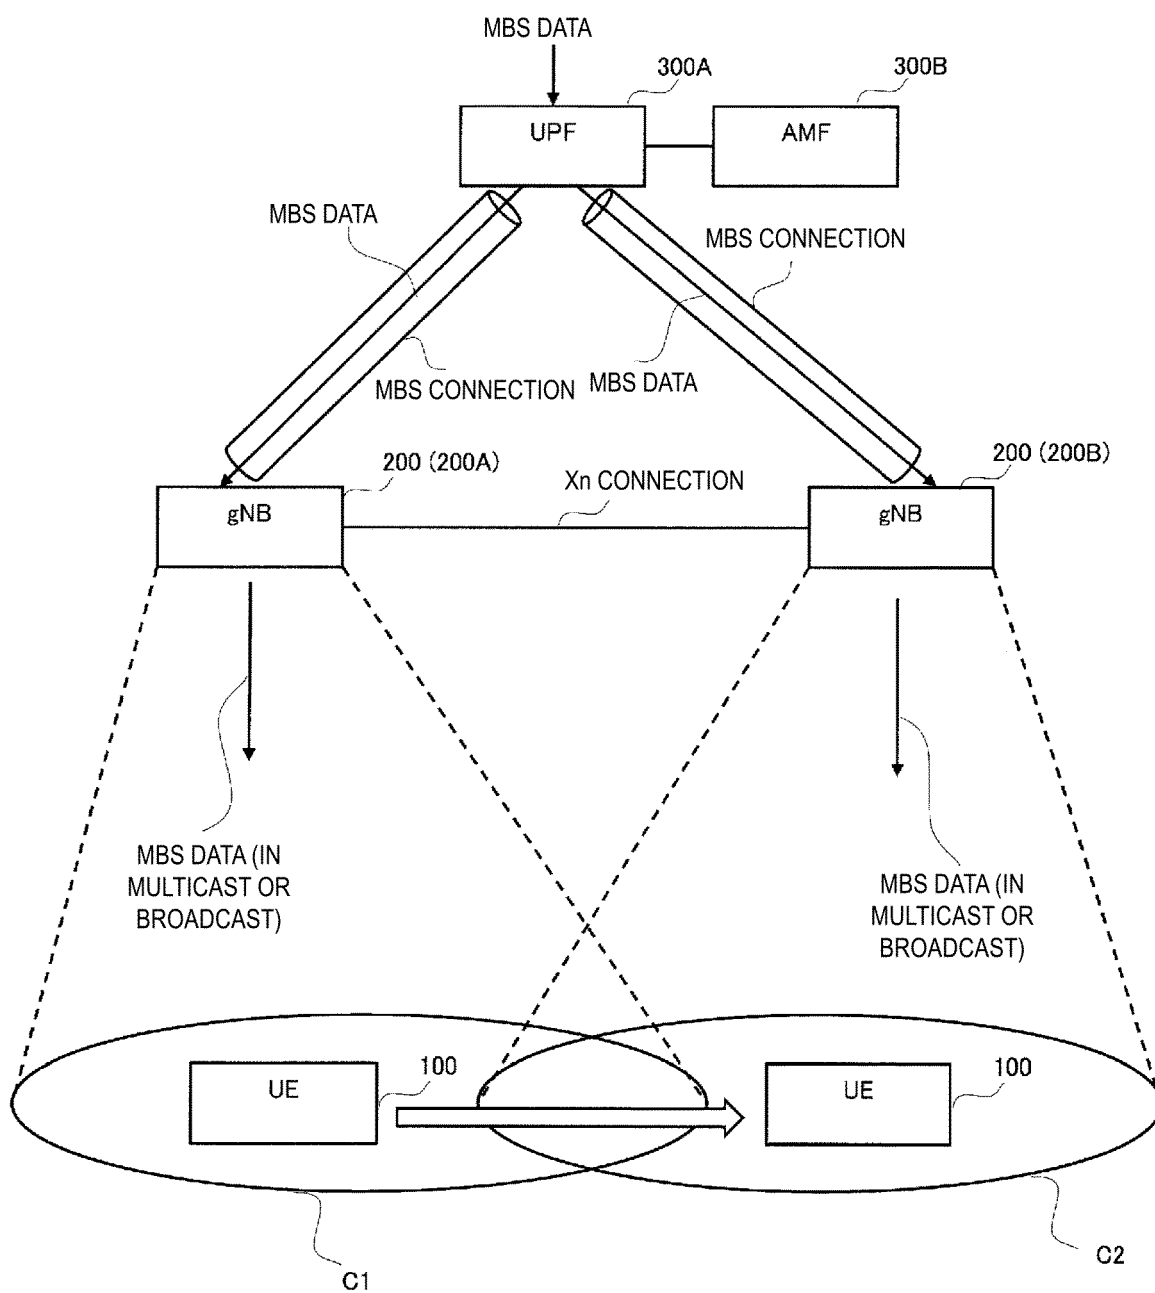 MBS DATA
300A
300B
UPF
AMF
MBS DATA
MBS CONNECTION
MBS CONNECTION
MBS DATA
200 (200A)
200 (200B)
Xn CONNECTION
gNB
gNB
MBS DATA (IN
MULTICAST OR
BROADCAST)
MBS DATA (IN
MULTICAST OR
BROADCAST)
UE
100
UE
100
C1
C2